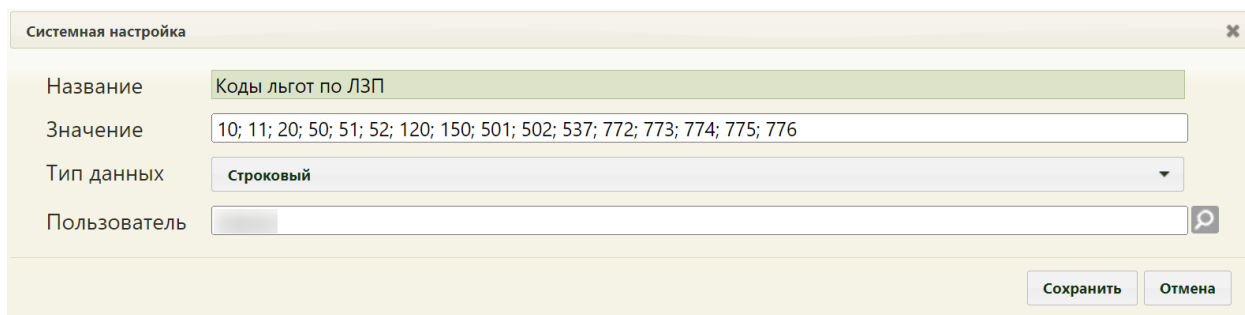 Системная настройка
Название Коды льгот по ЛЗП
Значение 10; 11; 20; 50; 51; 52; 120; 150; 501; 502; 537; 772; 773; 774; 775; 776
Тип данных Строковый
Пользователь
Сохранить Отмена